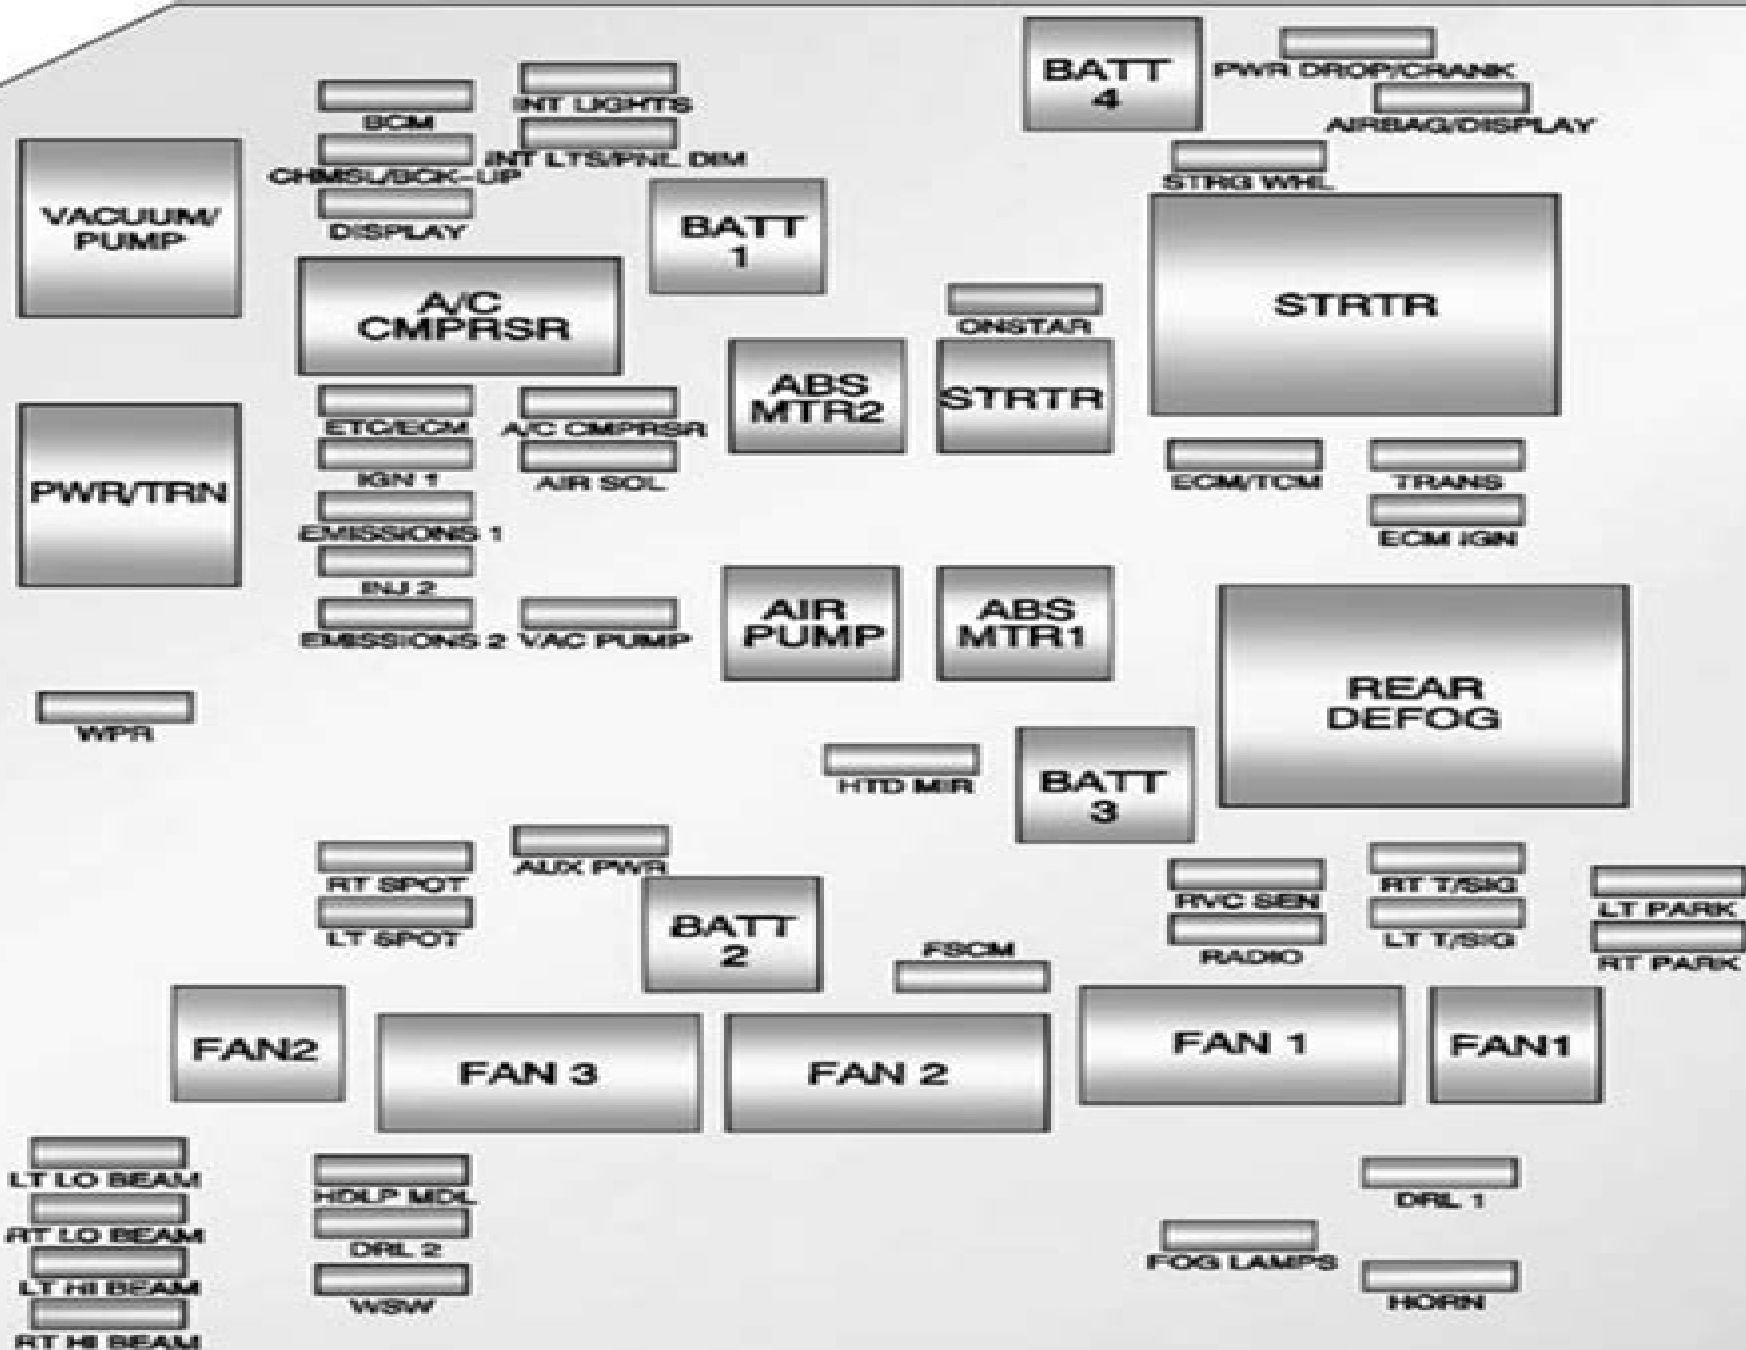 BATT
4
PWR DROP/CRANK
AIRBAG/DISPLAY
STRG WHL
INT LIGHTS
BCM
INT LTS/PNL DIM
CHMSL/BCK-UP
DISPLAY
VACUUM/
PUMP
BATT
1
A/C
CMPRSR
STRTR
ONSTAR
ABS
MTR2
STRTR
ETC/ECM
A/C CMPRSR
IGN 1
AIR SOL
ECM/TCM
TRANS
PWR/TRN
EMISSIONS 1
ECM IGN
INJ 2
EMISSIONS 2
VAC PUMP
AIR
PUMP
ABS
MTR1
REAR
DEFOG
WPR
HTD MIR
BATT
3
AUX PWR
RT SPOT
LT SPOT
BATT
2
FSCM
RVC SEN
RADIO
RT T/SIG
LT T/SIG
LT PARK
RT PARK
FAN2
FAN 3
FAN 2
FAN 1
FAN1
LT LO BEAM
RT LO BEAM
LT HI BEAM
RT HI BEAM
HDLP MDL
DRL 2
WSW
DRL 1
FOG LAMPS
HORN